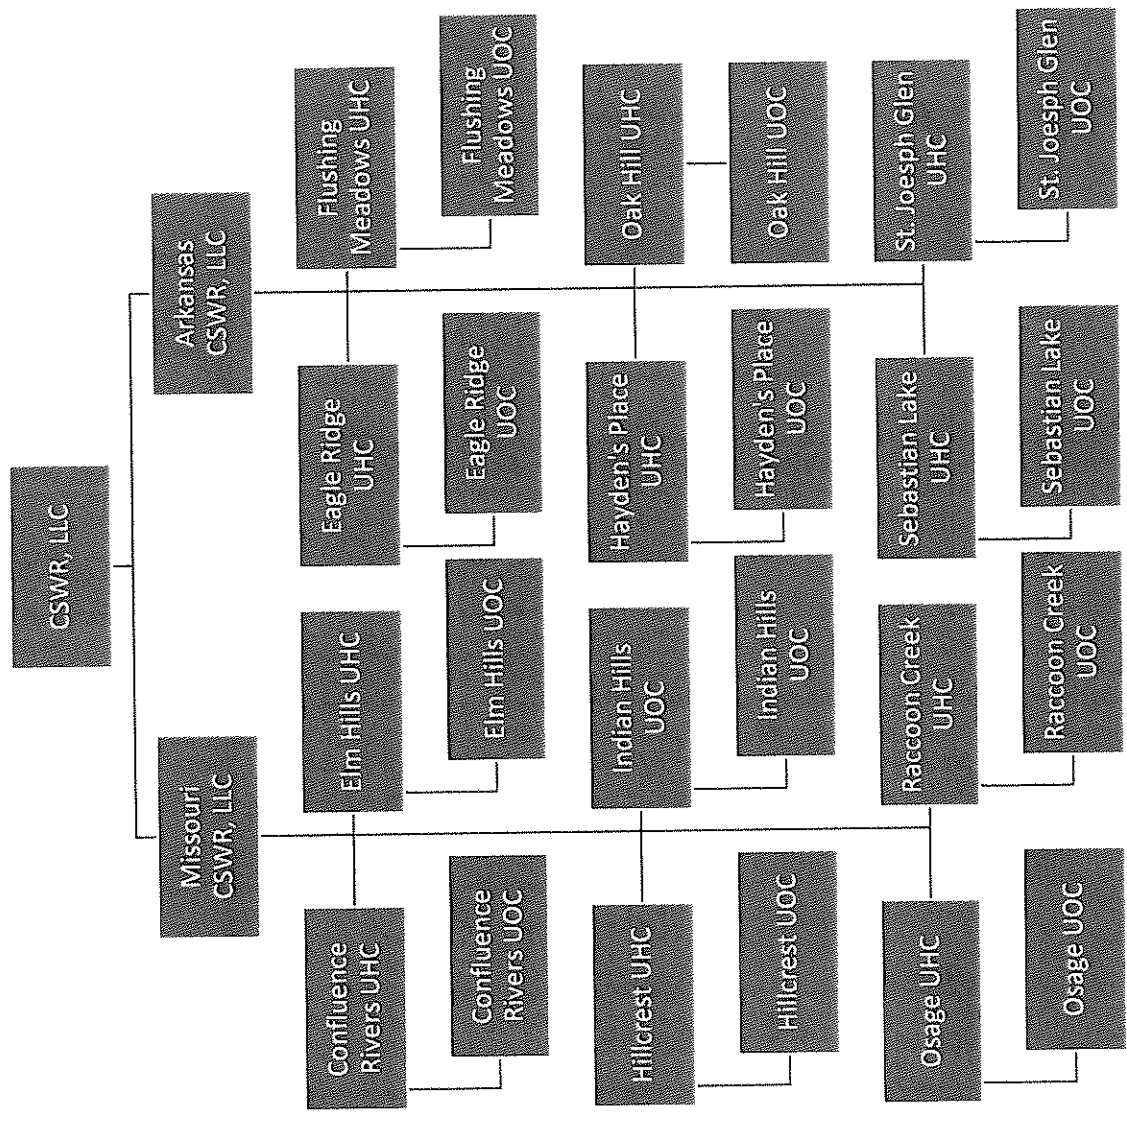 CSWR, LLC
Missouri
CSWR, LLC
Arkansas
CSWR, LLC
Confluence
Rivers UHC
Elm Hills UHC
Eagle Ridge
UHC
Flushing
Meadows UHC
Confluence
Rivers UOC
Elm Hills UOC
Eagle Ridge
UOC
Flushing
Meadows UOC
Hillcrest UHC
Indian Hills
UOC
Hayden's Place
UHC
Oak Hill UHC
Hillcrest UOC
Indian Hills
UOC
Hayden's Place
UOC
Oak Hill UOC
Osage UHC
Raccoon Creek
UHC
Sebastian Lake
UHC
St. Joesph Glen
UHC
Osage UOC
Raccoon Creek
UOC
Sebastian Lake
UOC
St. Joesph Glen
UOC